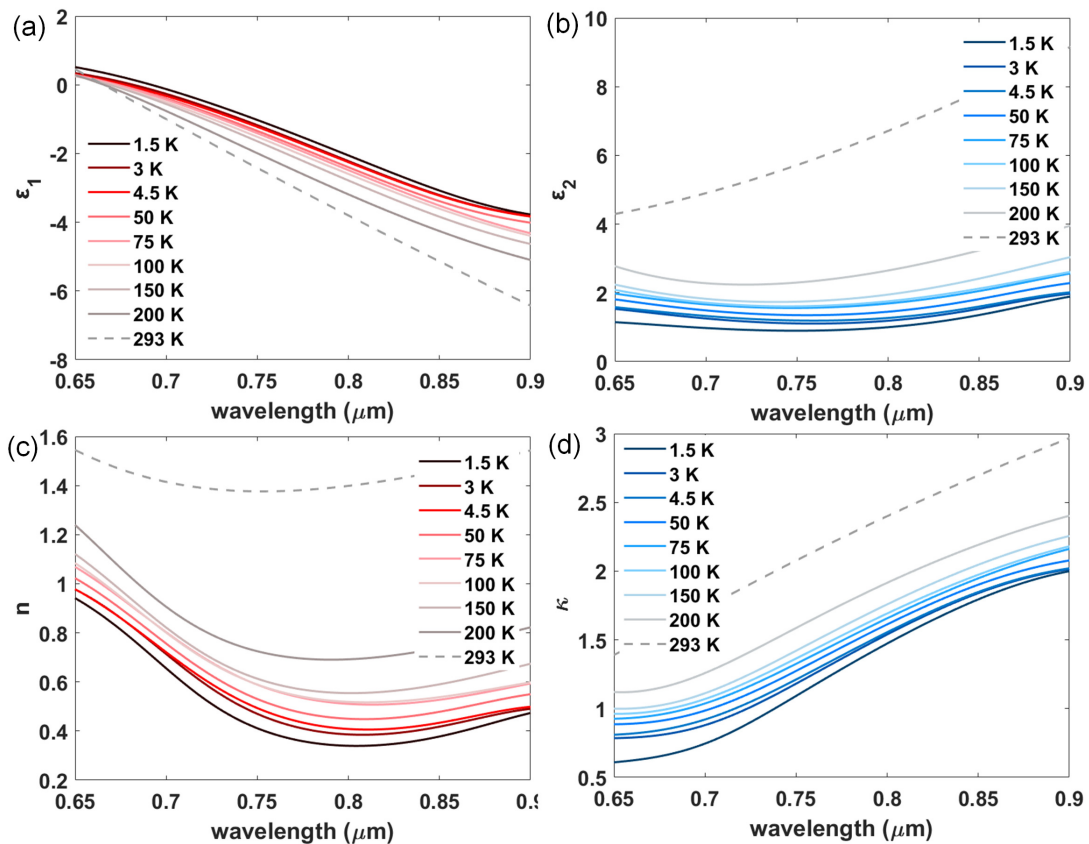 (a)
2
0
-2
-4
-6
-8
ε1
1.5 K
3 K
4.5 K
50 K
75 K
100 K
150 K
200 K
293 K
0.65 0.7 0.75 0.8 0.85 0.9
wavelength (μm)
(b)
10
8
6
4
2
0
ε2
1.5 K
3 K
4.5 K
50 K
75 K
100 K
150 K
200 K
293 K
0.65 0.7 0.75 0.8 0.85 0.9
wavelength (μm)
(c)
1.6
1.4
1.2
1
0.8
0.6
0.4
0.2
n
1.5 K
3 K
4.5 K
50 K
75 K
100 K
150 K
200 K
293 K
0.65 0.7 0.75 0.8 0.85 0.9
wavelength (μm)
(d)
3
2.5
2
1.5
1
0.5
κ
1.5 K
3 K
4.5 K
50 K
75 K
100 K
150 K
200 K
293 K
0.65 0.7 0.75 0.8 0.85 0.9
wavelength (μm)